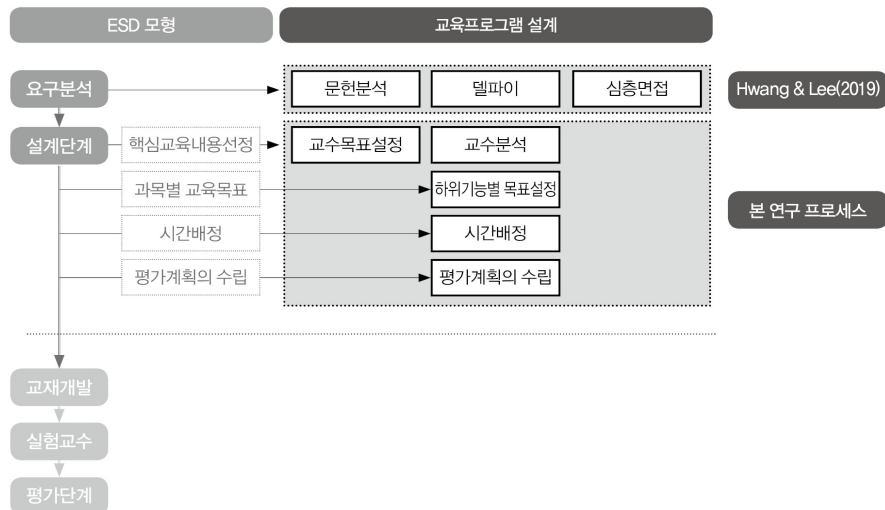 ESD 모형
교육프로그램 설계
요구분석
문헌분석
델파이
심층면접
Hwang & Lee(2019)
설계단계
핵심교육내용선정
교수목표설정
교수분석
과목별 교육목표
하위기능별 목표설정
본 연구 프로세스
시간배정
시간배정
평가계획의 수립
평가계획의 수립
교재개발
실험교수
평가단계